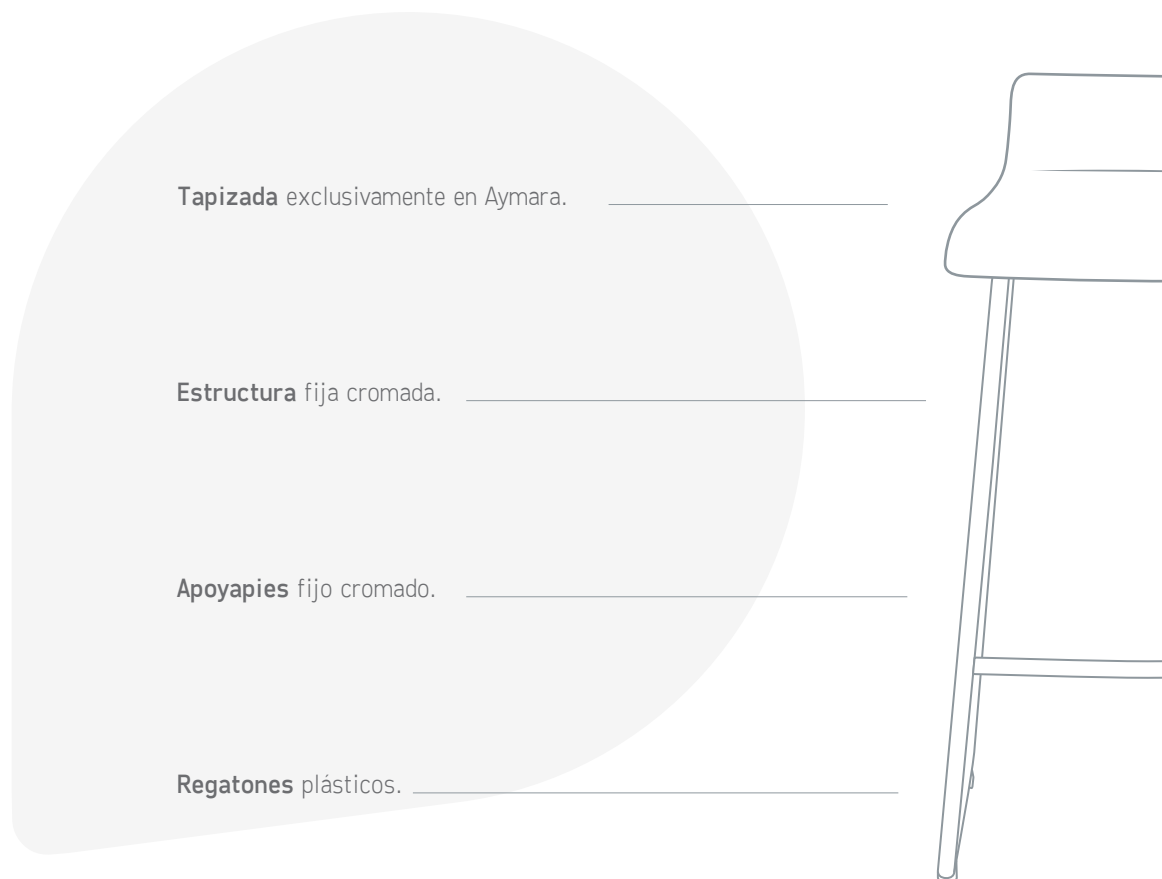 Tapizada exclusivamente en Aymara.
Estructura fija cromada.
Apoyapies fijo cromado.
Regatones plásticos.